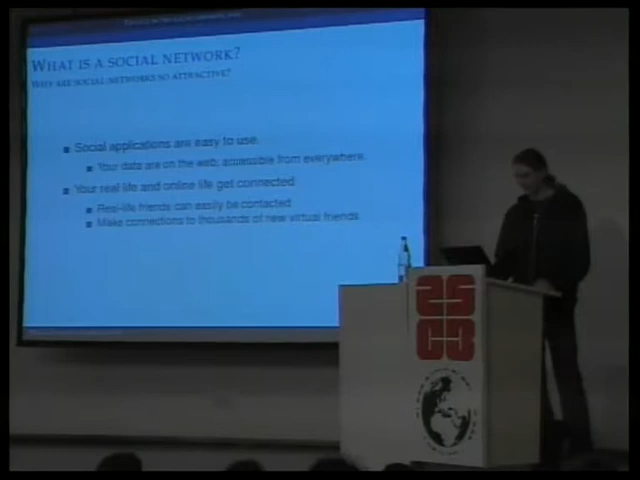 WHAT IS A SOCIAL NETWORK?
WHY ARE SOCIAL NETWORKS SO ATTRACTIVE?
Social applications are easy to use.
Your data are on the web, accessible from everywhere.
Your real life and online life get connected
Real-life friends can easily be contacted
Make connections to thousands of new virtual friends
25
C3